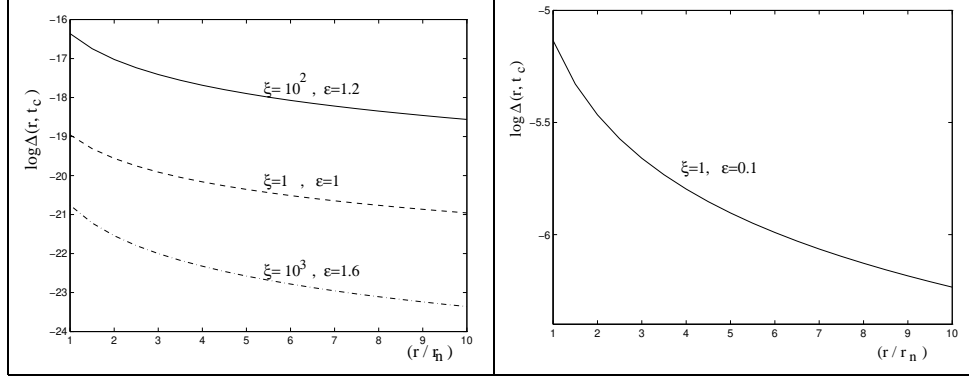 −16
−17
−18
−19
−20
−21
−22
−23
−24
log Δ (r, t_c)
ξ= 10^2 , ε=1.2
ξ=1 , ε=1
ξ= 10^3 , ε=1.6
1 2 3 4 5 6 7 8 9 10
(r / r_n)
−5
−5.5
−6
log Δ (r, t_c)
ξ=1, ε=0.1
1 2 3 4 5 6 7 8 9 10
(r / r_n)